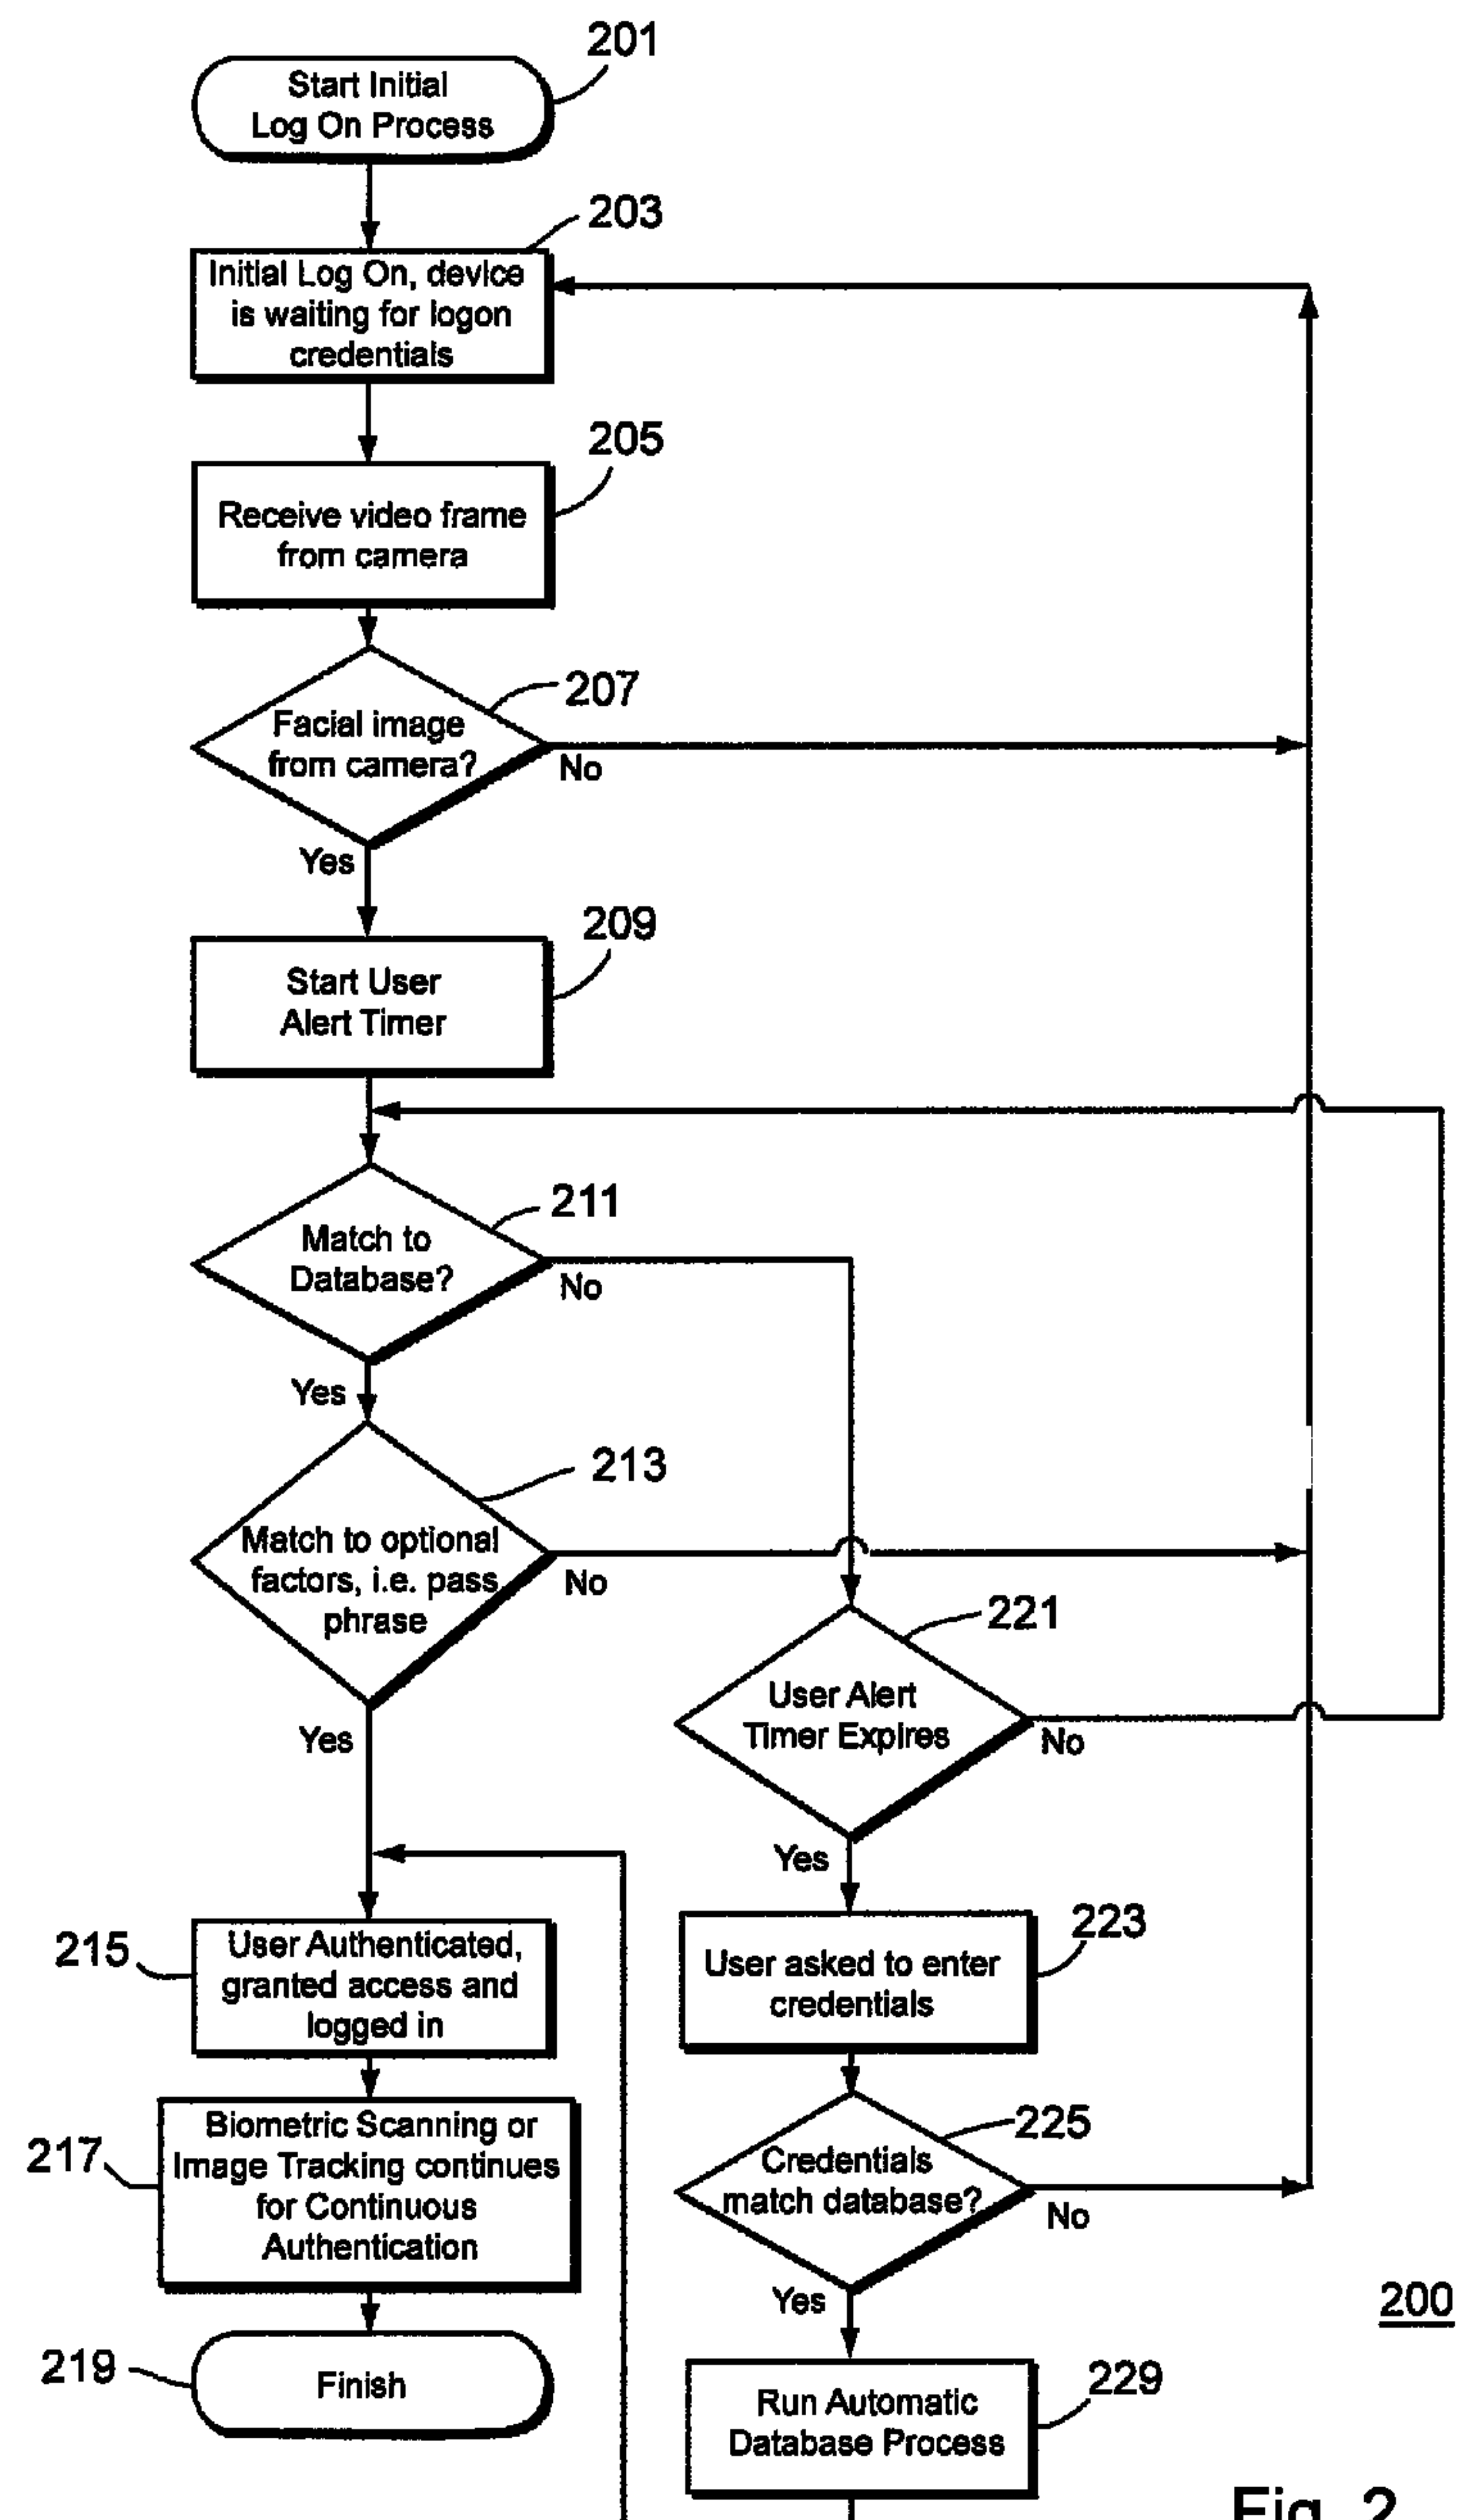 201
Start Initial
Log On Process
203
Initial Log On, device
is waiting for logon
credentials
205
Receive video frame
from camera
207
Facial image
from camera?
No
Yes
209
Start User
Alert Timer
211
Match to
Database?
No
Yes
213
Match to optional
factors, i.e. pass
phrase
No
Yes
221
User Alert
Timer Expires
No
Yes
215
User Authenticated,
granted access and
logged in
223
User asked to enter
credentials
217
Biometric Scanning or
Image Tracking continues
for Continuous
Authentication
225
Credentials
match database?
No
Yes
200
219
Finish
229
Run Automatic
Database Process
Fig. 2